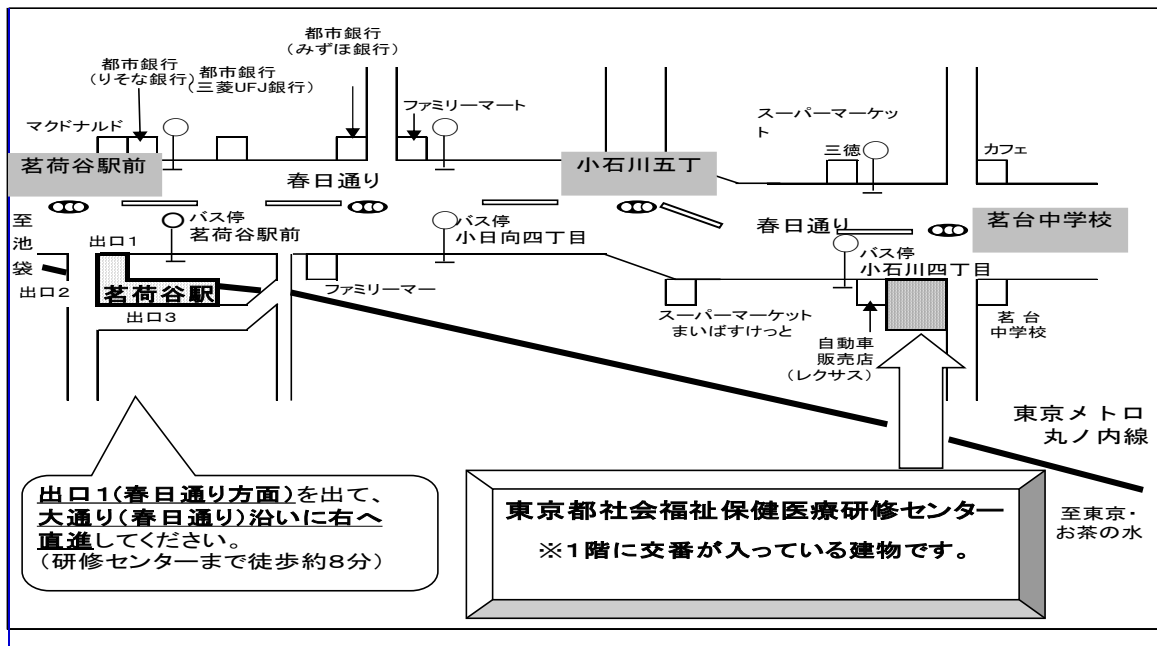 都市銀行
(みずほ銀行)
都市銀行
(りそな銀行)
都市銀行
(三菱UFJ銀行)
ファミリーマート
スーパーマーケッ
ト
マクドナルド
三徳
カフェ
茗荷谷駅前
小石川五丁
春日通り
至
池
袋
バス停
茗荷谷駅前
バス停
小日向四丁目
春日通り
茗台中学校
出口1
バス停
小石川四丁目
出口2
茗荷谷駅
ファミリーマー
出口3
スーパーマーケット
まいばすけっと
茗台
中学校
自動車
販売店
(レクサス)
東京メトロ
丸ノ内線
出口1(春日通り方面)を出て、
大通り(春日通り)沿いに右へ
直進してください。
(研修センターまで徒歩約8分)
東京都社会福祉保健医療研修センター
※1階に交番が入っている建物です。
至東京・
お茶の水